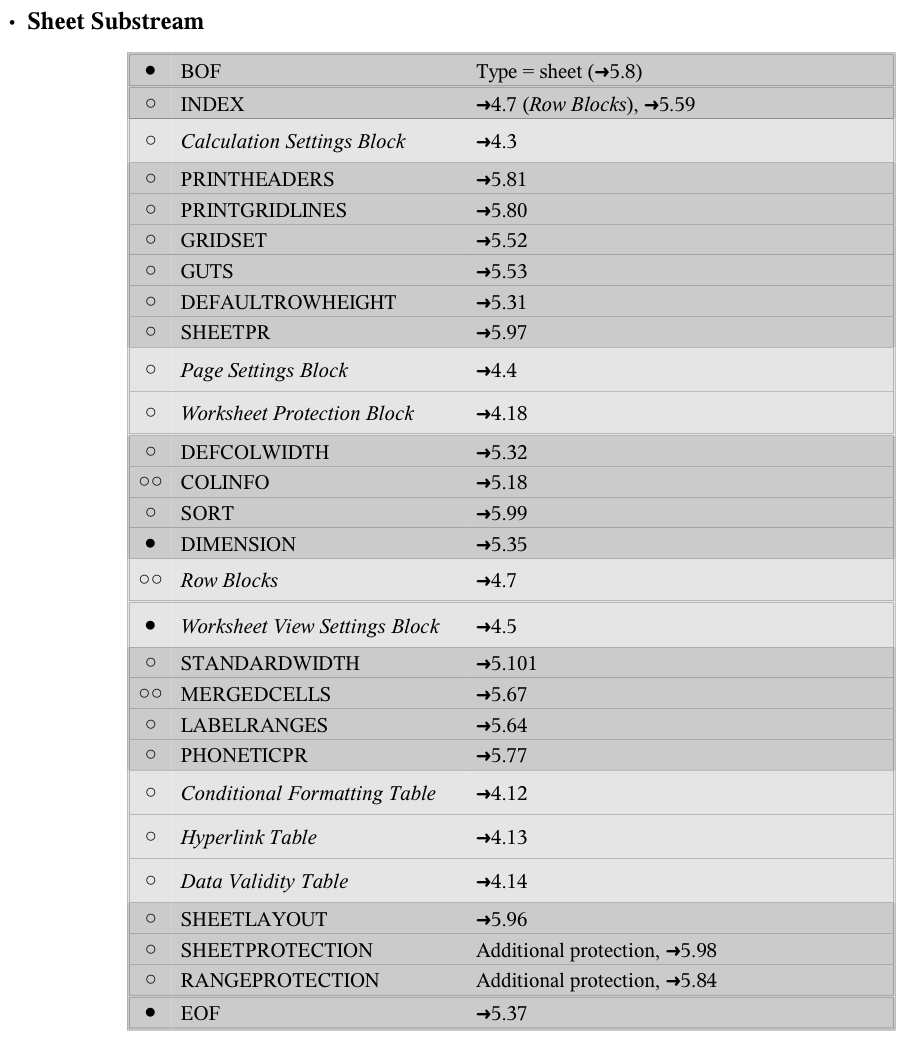 • Sheet Substream
● BOF Type = sheet (➜5.8)
○ INDEX ➜4.7 (Row Blocks), ➜5.59
○ Calculation Settings Block ➜4.3
○ PRINTHEADERS ➜5.81
○ PRINTGRIDLINES ➜5.80
○ GRIDSET ➜5.52
○ GUTS ➜5.53
○ DEFAULTROWHEIGHT ➜5.31
○ SHEETPR ➜5.97
○ Page Settings Block ➜4.4
○ Worksheet Protection Block ➜4.18
○ DEFCOLWIDTH ➜5.32
○○ COLINFO ➜5.18
○ SORT ➜5.99
● DIMENSION ➜5.35
○○ Row Blocks ➜4.7
● Worksheet View Settings Block ➜4.5
○ STANDARDWIDTH ➜5.101
○○ MERGEDCELLS ➜5.67
○ LABELRANGES ➜5.64
○ PHONETICPR ➜5.77
○ Conditional Formatting Table ➜4.12
○ Hyperlink Table ➜4.13
○ Data Validity Table ➜4.14
○ SHEETLAYOUT ➜5.96
○ SHEETPROTECTION Additional protection, ➜5.98
○ RANGEPROTECTION Additional protection, ➜5.84
● EOF ➜5.37